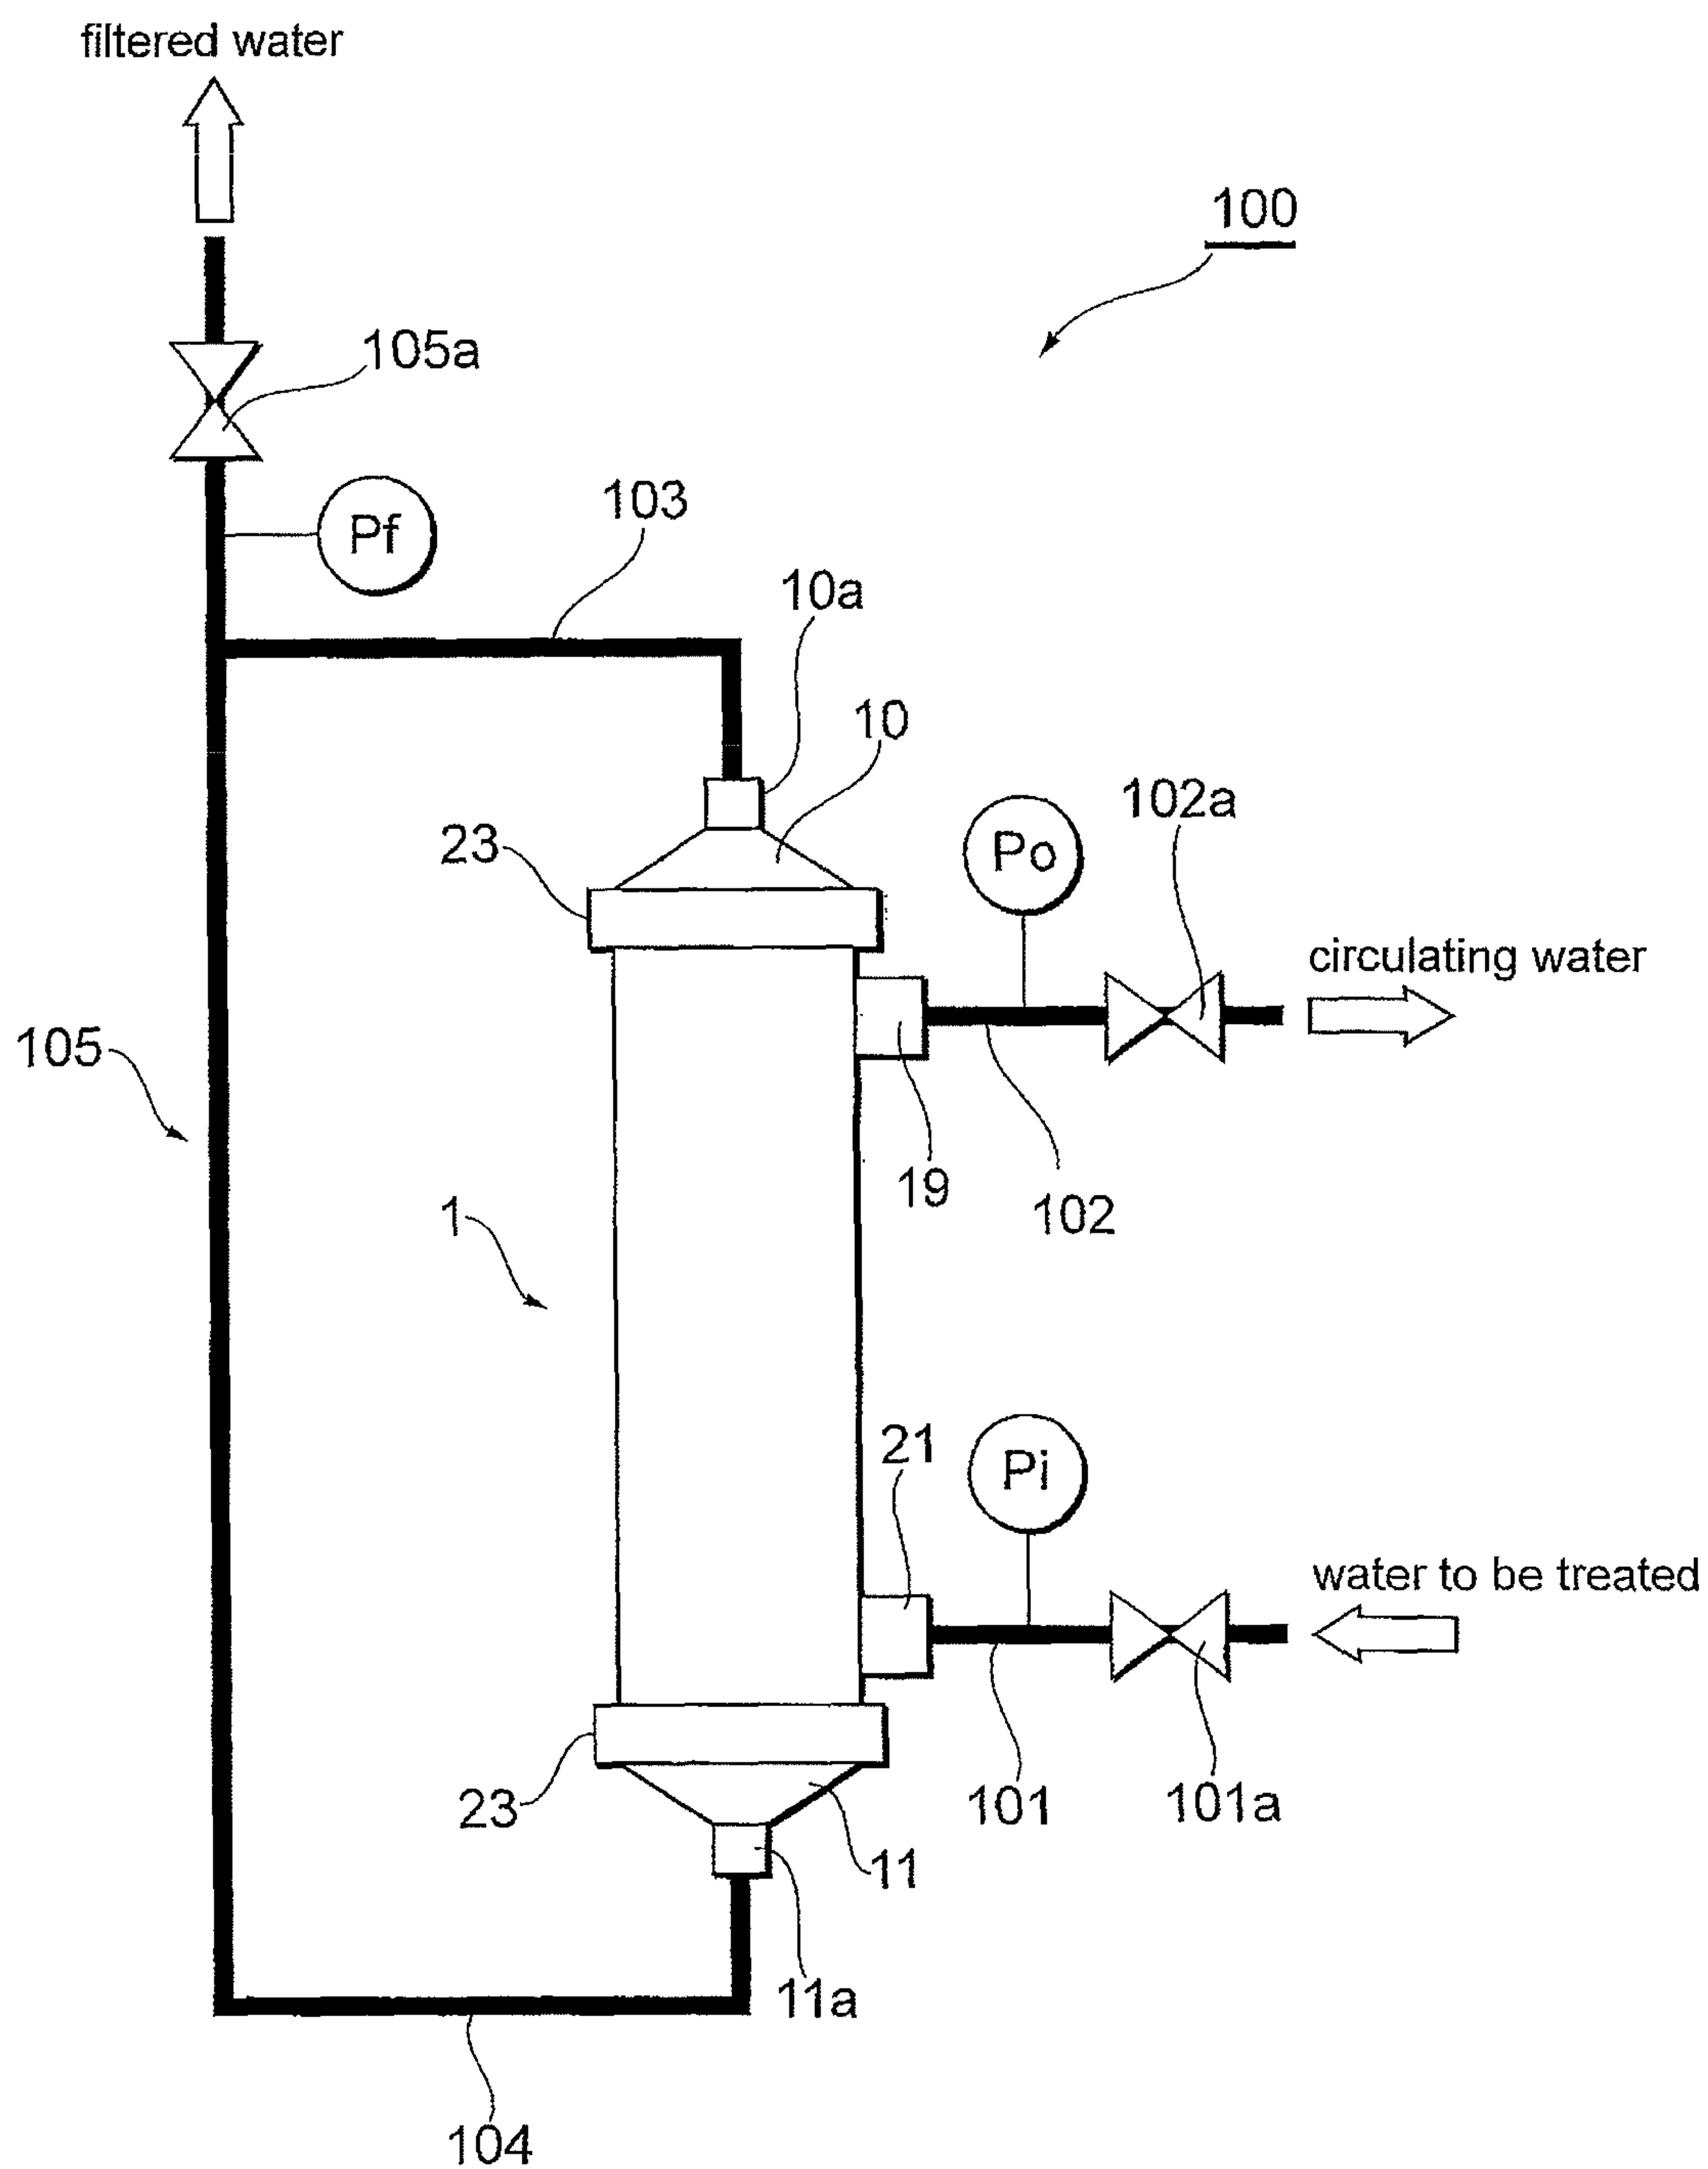 filtered water
100
105a
103
Pf
10a
10
102a
23
Po
circulating water
105
19
102
1
21
Pi
water to be treated
23
101
101a
11
11a
104